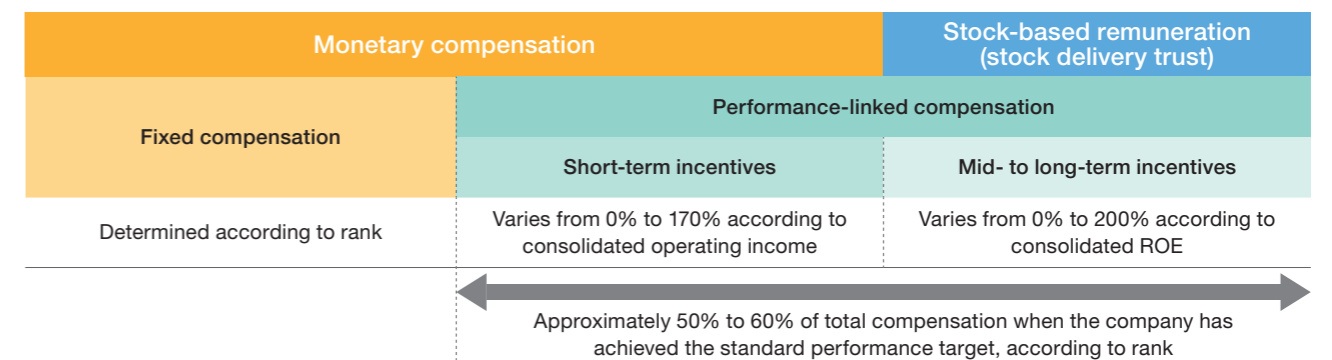 Monetary compensation
Stock-based remuneration
(stock delivery trust)
Fixed compensation
Performance-linked compensation
Short-term incentives
Mid- to long-term incentives
Determined according to rank
Varies from 0% to 170% according to
consolidated operating income
Varies from 0% to 200% according to
consolidated ROE
Approximately 50% to 60% of total compensation when the company has
achieved the standard performance target, according to rank